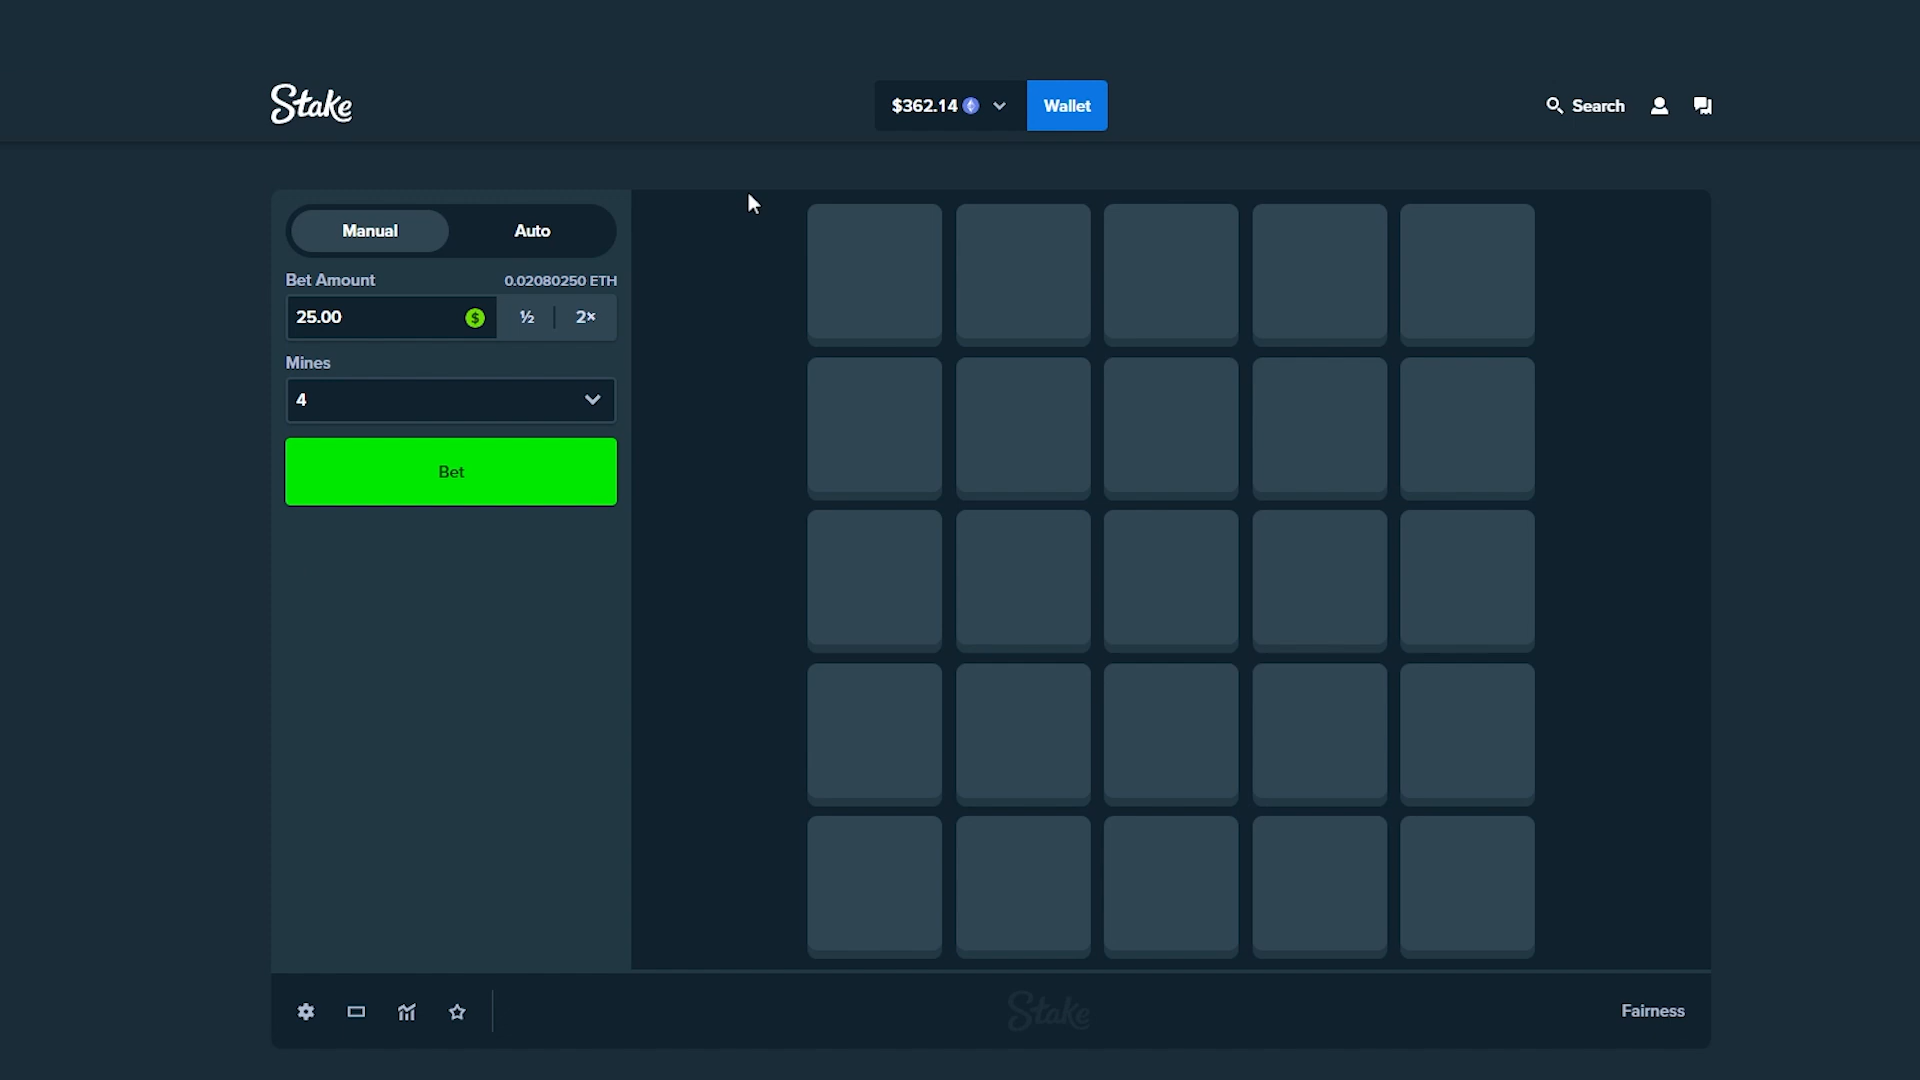 Stake
$362.14
Wallet
Search
Manual
Auto
Bet Amount
0.02080250 ETH
25.00
$
½
2×
Mines
4
Bet
Stake
Fairness